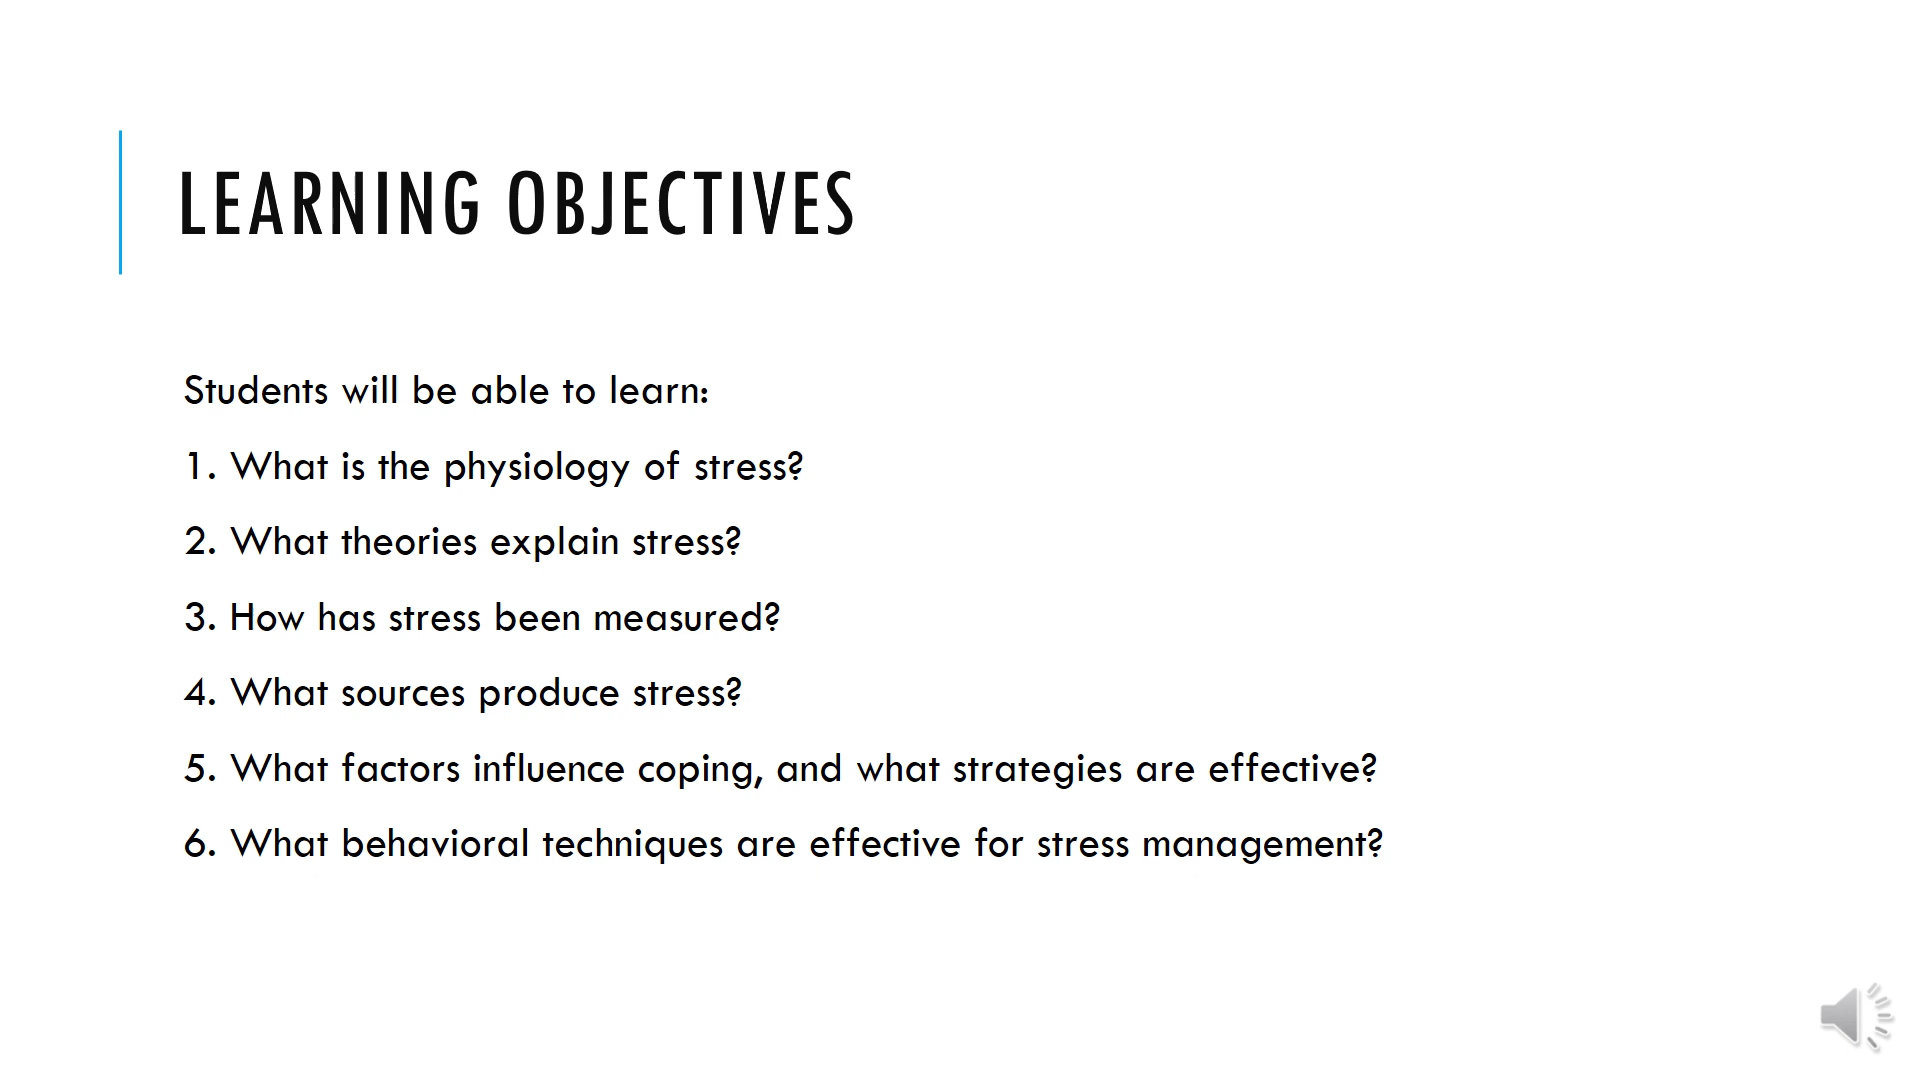 LEARNING OBJECTIVES
Students will be able to learn:
1. What is the physiology of stress?
2. What theories explain stress?
3. How has stress been measured?
4. What sources produce stress?
5. What factors influence coping, and what strategies are effective?
6. What behavioral techniques are effective for stress management?